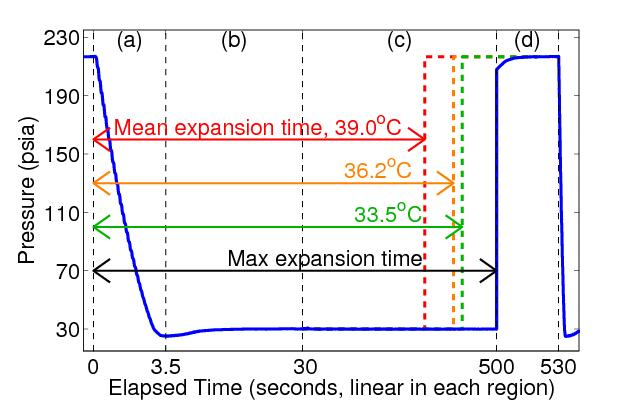 230
(a) (b) (c) (d)
190
Mean expansion time, 39.0°C
150
36.2°C
110
33.5°C
Max expansion time
70
30
Pressure (psia)
0 3.5 30 500 530
Elapsed Time (seconds, linear in each region)